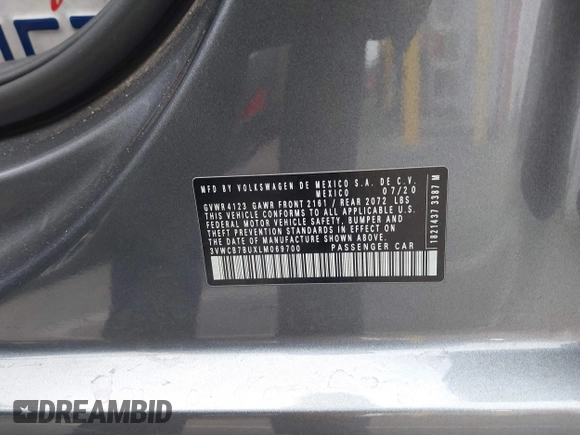 MFD BY VOLKSWAGEN DE MEXICO S.A. DE C.V.
MEXICO 07/20
GVWR4123 GAWR FRONT 2161 / REAR 2072 LBS
THIS VEHICLE CONFORMS TO ALL APPLICABLE
FEDERAL MOTOR VEHICLE SAFETY, BUMPER AND
THEFT PREVENTION STANDARDS IN EFFECT ON
THE DATE OF MANUFACTURE SHOWN ABOVE.
3VWCB7BUXLM069700 PASSENGER CAR
1821437 3387 M
DREAMBID